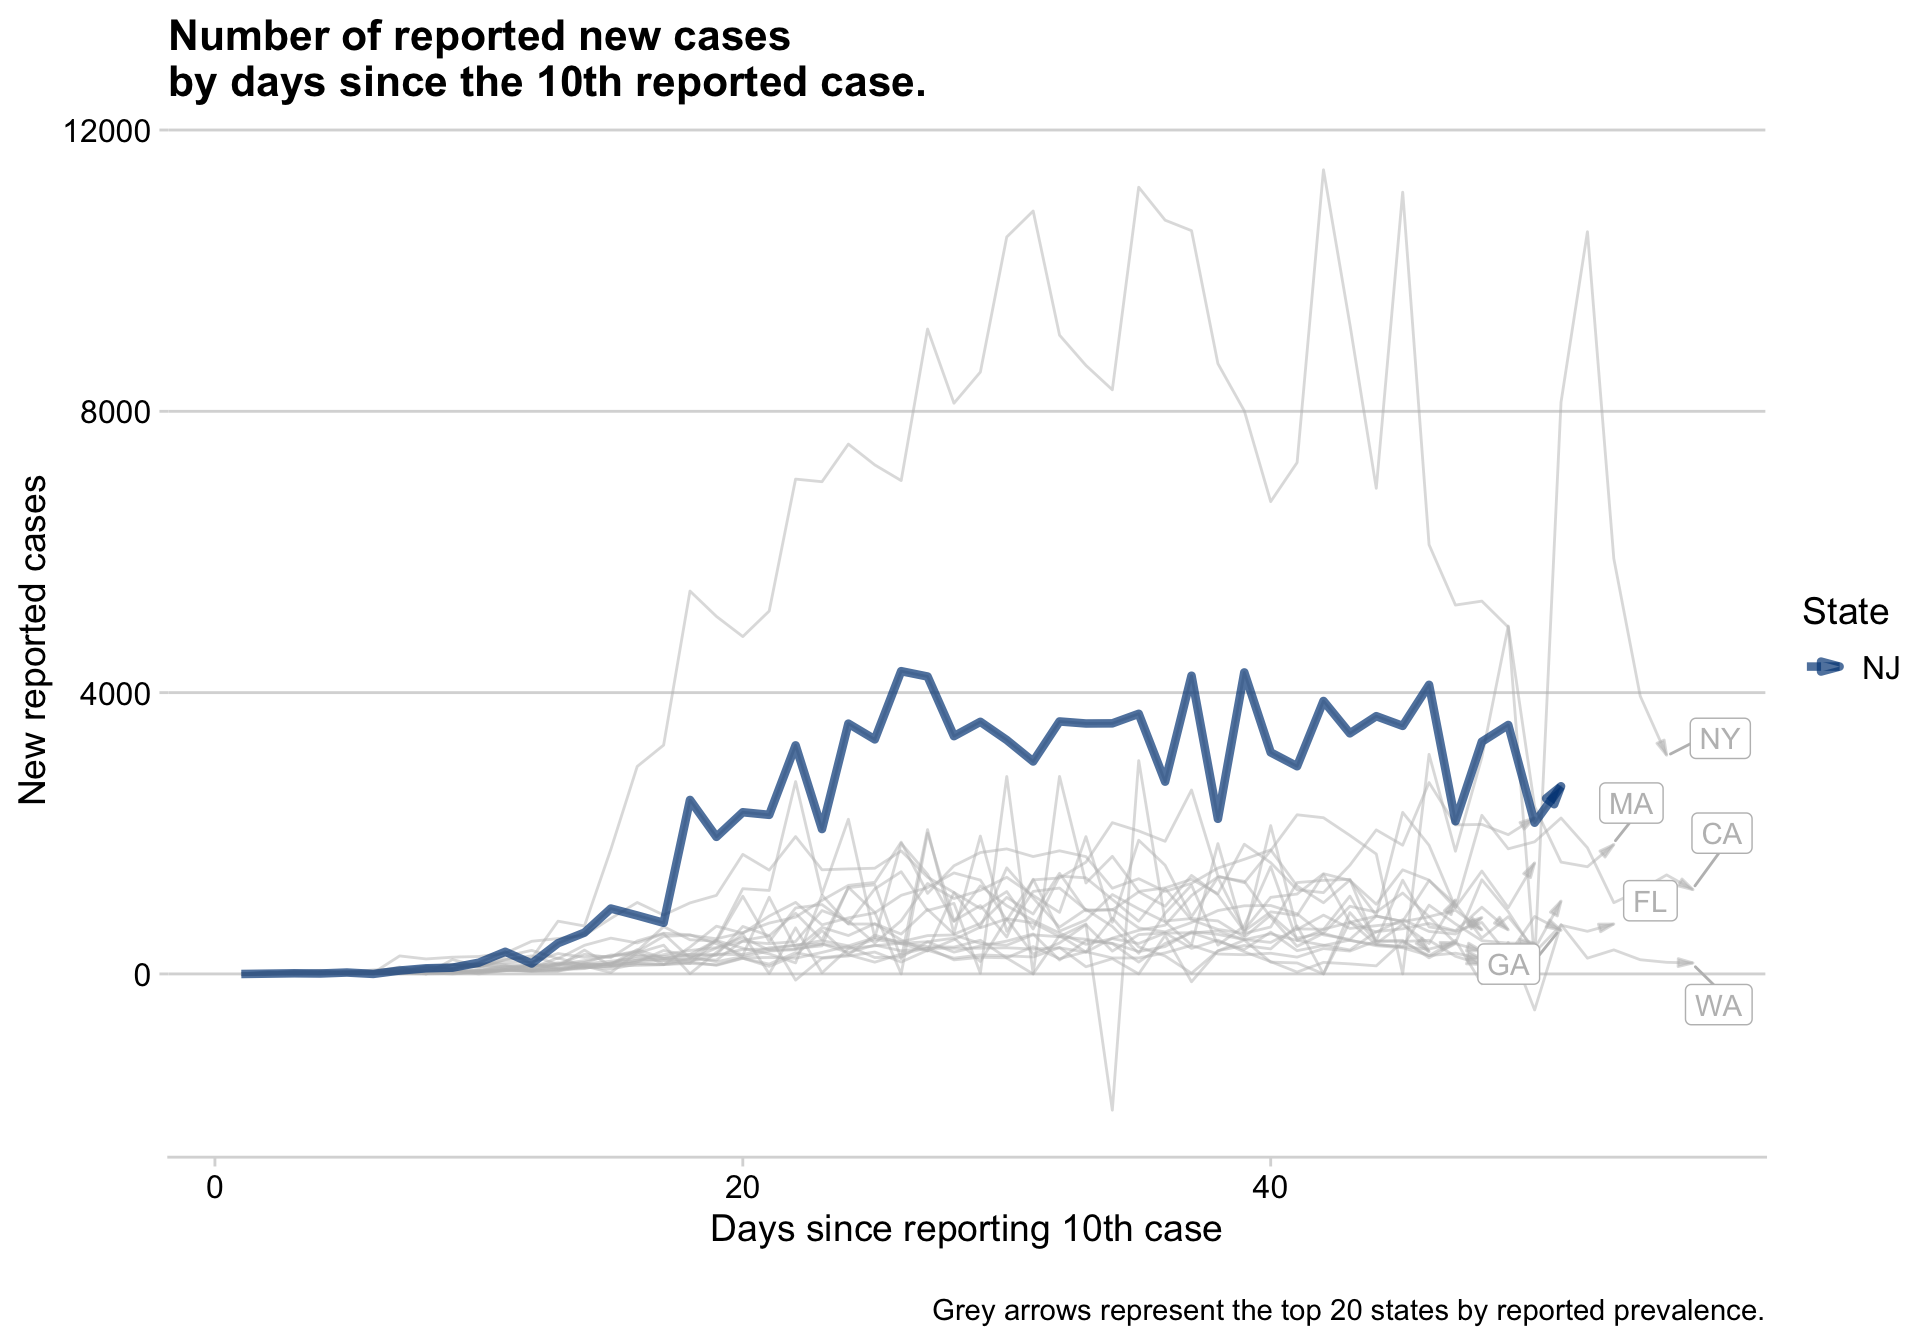 Number of reported new cases
by days since the 10th reported case.
12000
8000
4000
0
New reported cases
NY
MA
CA
FL
GA
WA
State
NJ
0
20
40
Days since reporting 10th case
Grey arrows represent the top 20 states by reported prevalence.